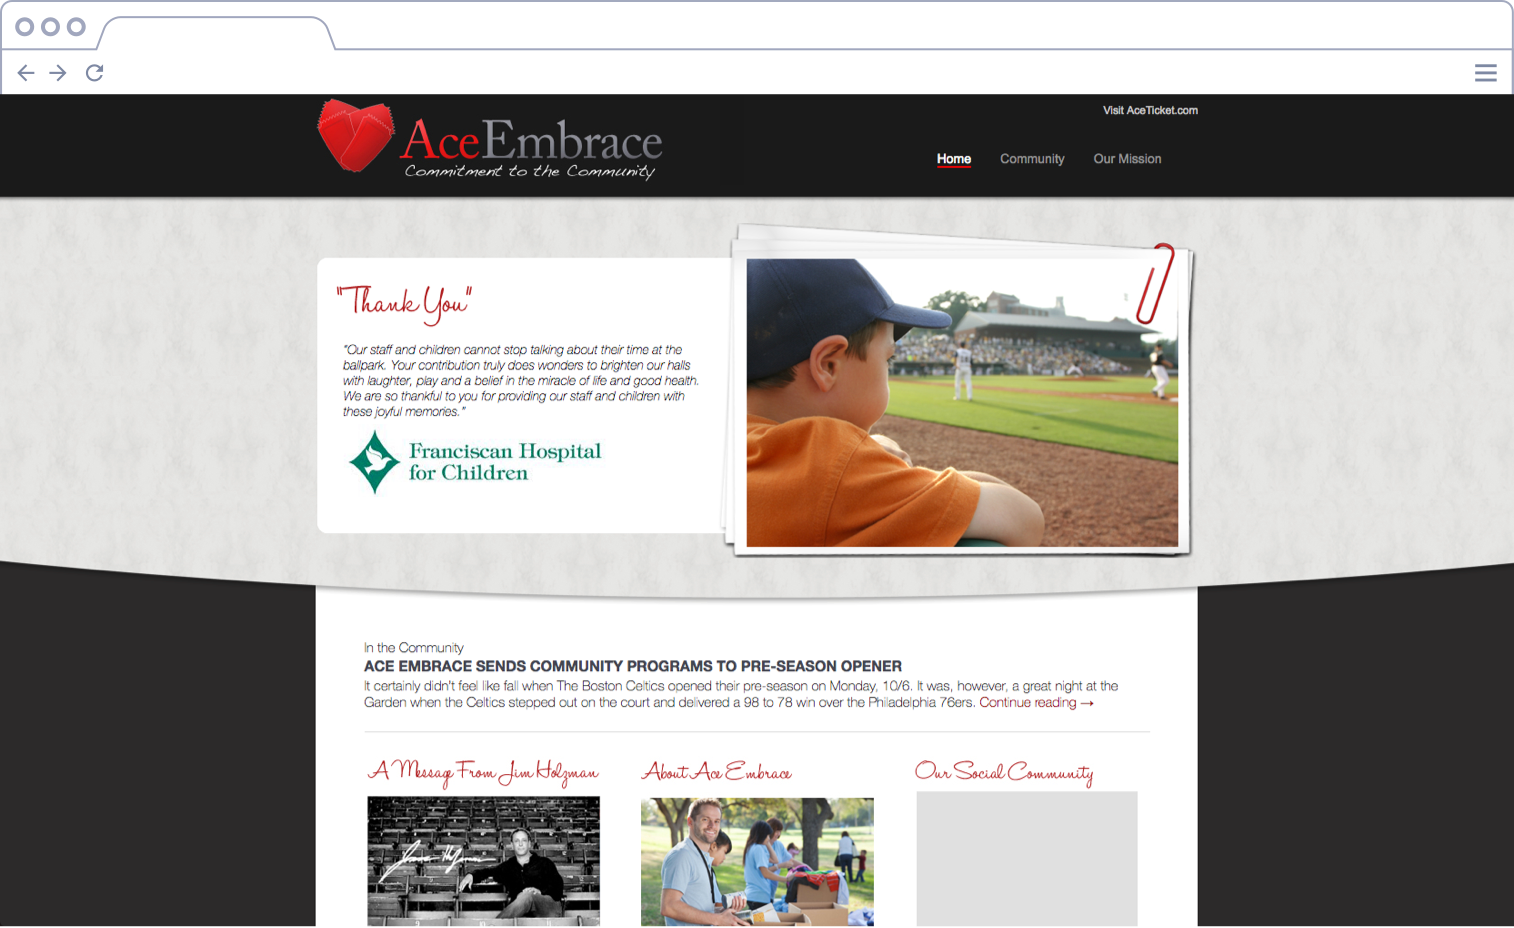 Visit AceTicket.com
AceEmbrace
Commitment to the Community
Home Community Our Mission
"Thank You"
"Our staff and children cannot stop talking about their time at the
ballpark. Your contribution truly does wonders to brighten our halls
with laughter, play and a belief in the miracle of life and good health.
We are so thankful to you for providing our staff and children with
these joyful memories."
Franciscan Hospital
for Children
In the Community
ACE EMBRACE SENDS COMMUNITY PROGRAMS TO PRE-SEASON OPENER
It certainly didn't feel like fall when The Boston Celtics opened their pre-season on Monday, 10/6. It was, however, a great night at the
Garden when the Celtics stepped out on the court and delivered a 98 to 78 win over the Philadelphia 76ers. Continue reading →
A Message From Jim Holzman
About Ace Embrace
Our Social Community